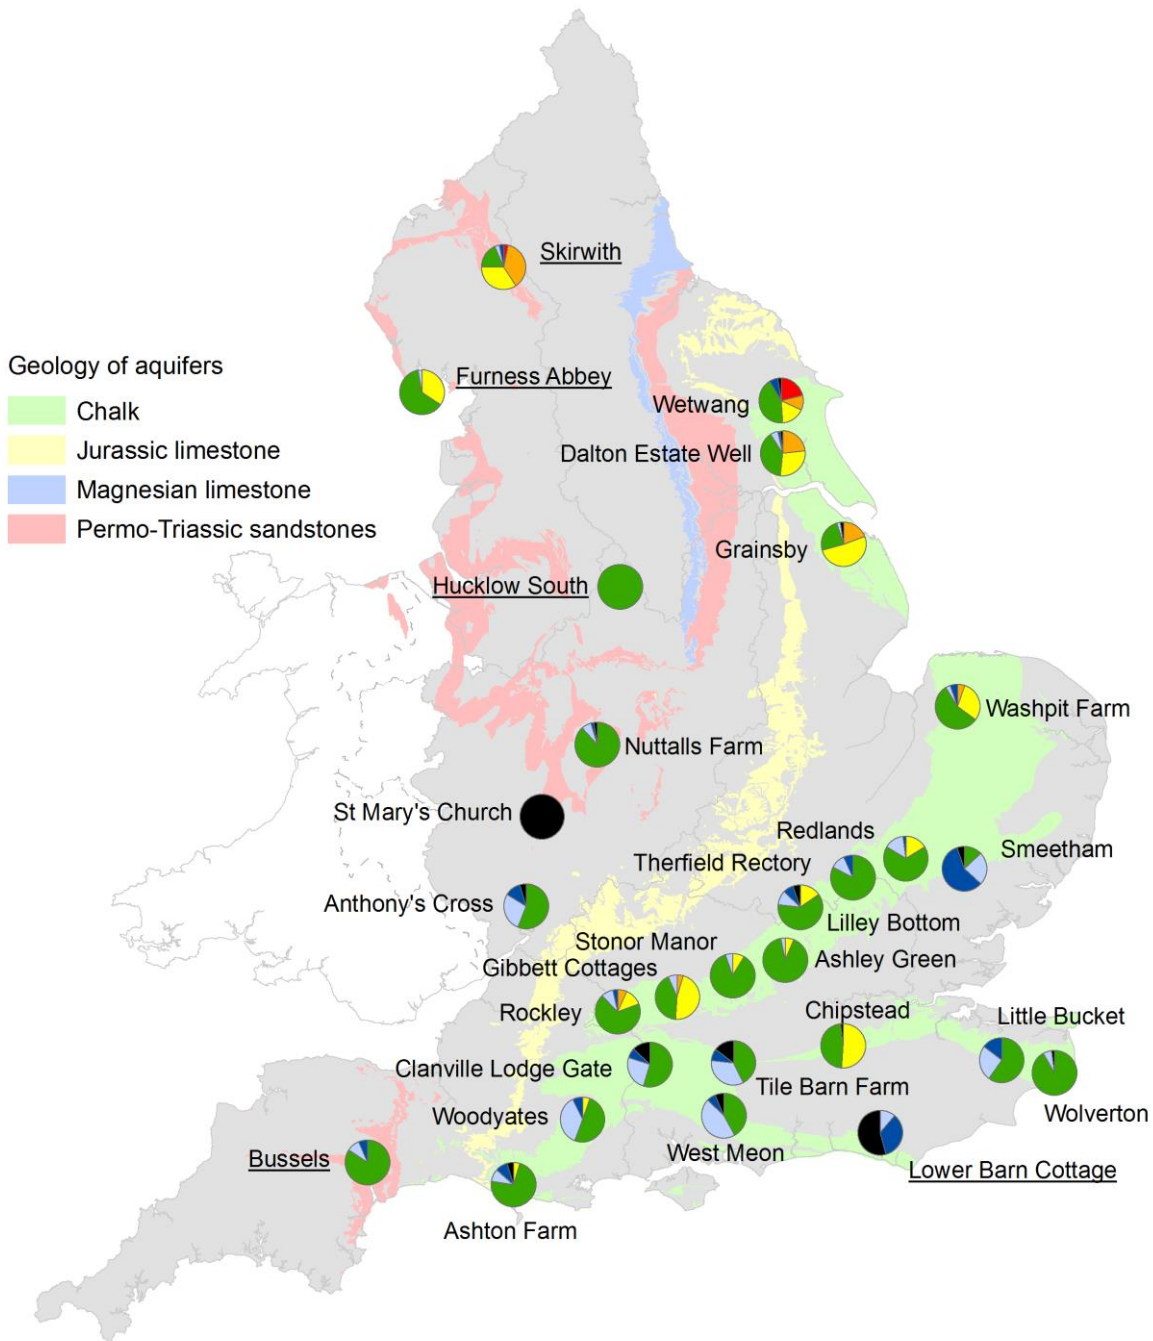 Skirwith
Geology of aquifers
Furness Abbey
Chalk
Wetwang
Jurassic limestone
Dalton Estate Well
Magnesian limestone
Permo-Triassic sandstones
Grainsby
Hucklow South
Washpit Farm
Nuttalls Farm
St Mary's Church
Redlands
Smeetham
Therfield Rectory
Anthony's Cross
Lilley Bottom
Stonor Manor
Ashley Green
Gibbett Cottages
Rockley
Chipstead
Little Bucket
Clanville Lodge Gate
Tile Barn Farm
Wolverton
Woodyates
West Meon
Bussels
Lower Barn Cottage
Ashton Farm